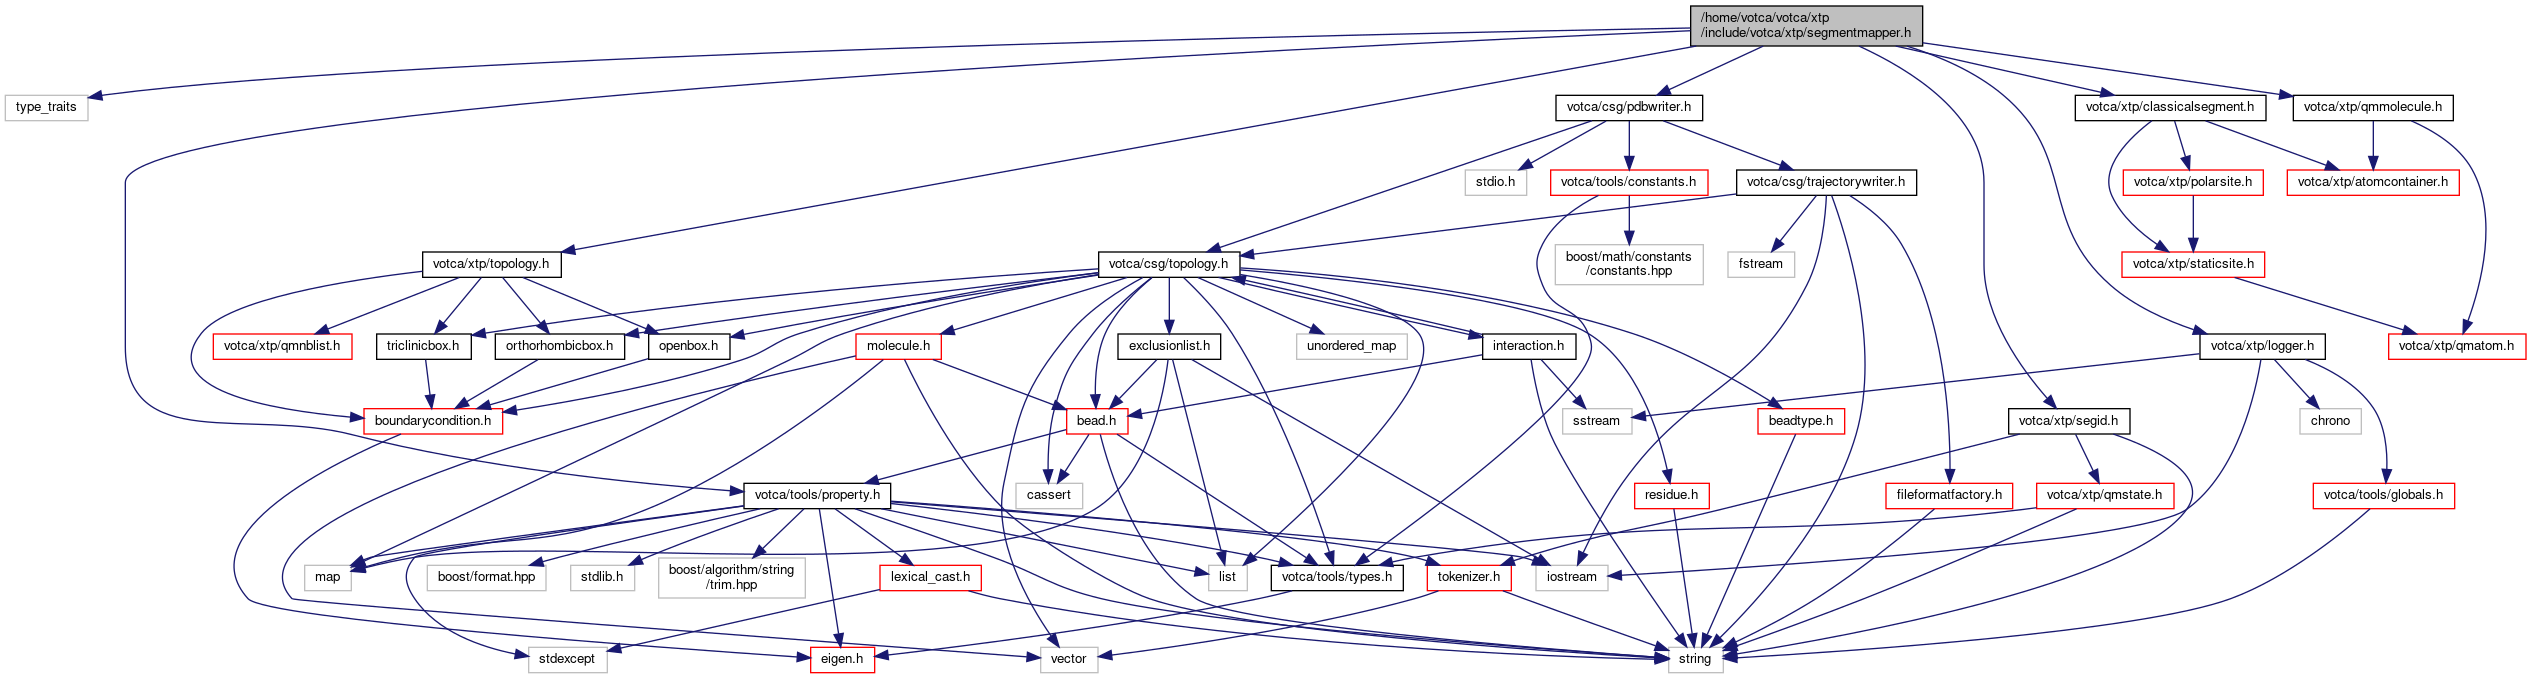 /home/votca/votca/xtp
/include/votca/xtp/segmentmapper.h
type_traits
votca/csg/pdbwriter.h
votca/xtp/classicalsegment.h
votca/xtp/qmmolecule.h
stdio.h
votca/tools/constants.h
votca/csg/trajectorywriter.h
votca/xtp/polarsite.h
votca/xtp/atomcontainer.h
votca/xtp/topology.h
votca/csg/topology.h
boost/math/constants
/constants.hpp
fstream
votca/xtp/staticsite.h
votca/xtp/qmnblist.h
triclinicbox.h
orthorhombicbox.h
openbox.h
molecule.h
exclusionlist.h
unordered_map
interaction.h
votca/xtp/logger.h
votca/xtp/qmatom.h
boundarycondition.h
bead.h
sstream
beadtype.h
votca/xtp/segid.h
chrono
votca/tools/property.h
cassert
residue.h
fileformatfactory.h
votca/xtp/qmstate.h
votca/tools/globals.h
map
boost/format.hpp
stdlib.h
boost/algorithm/string
/trim.hpp
lexical_cast.h
list
votca/tools/types.h
tokenizer.h
iostream
stdexcept
eigen.h
vector
string